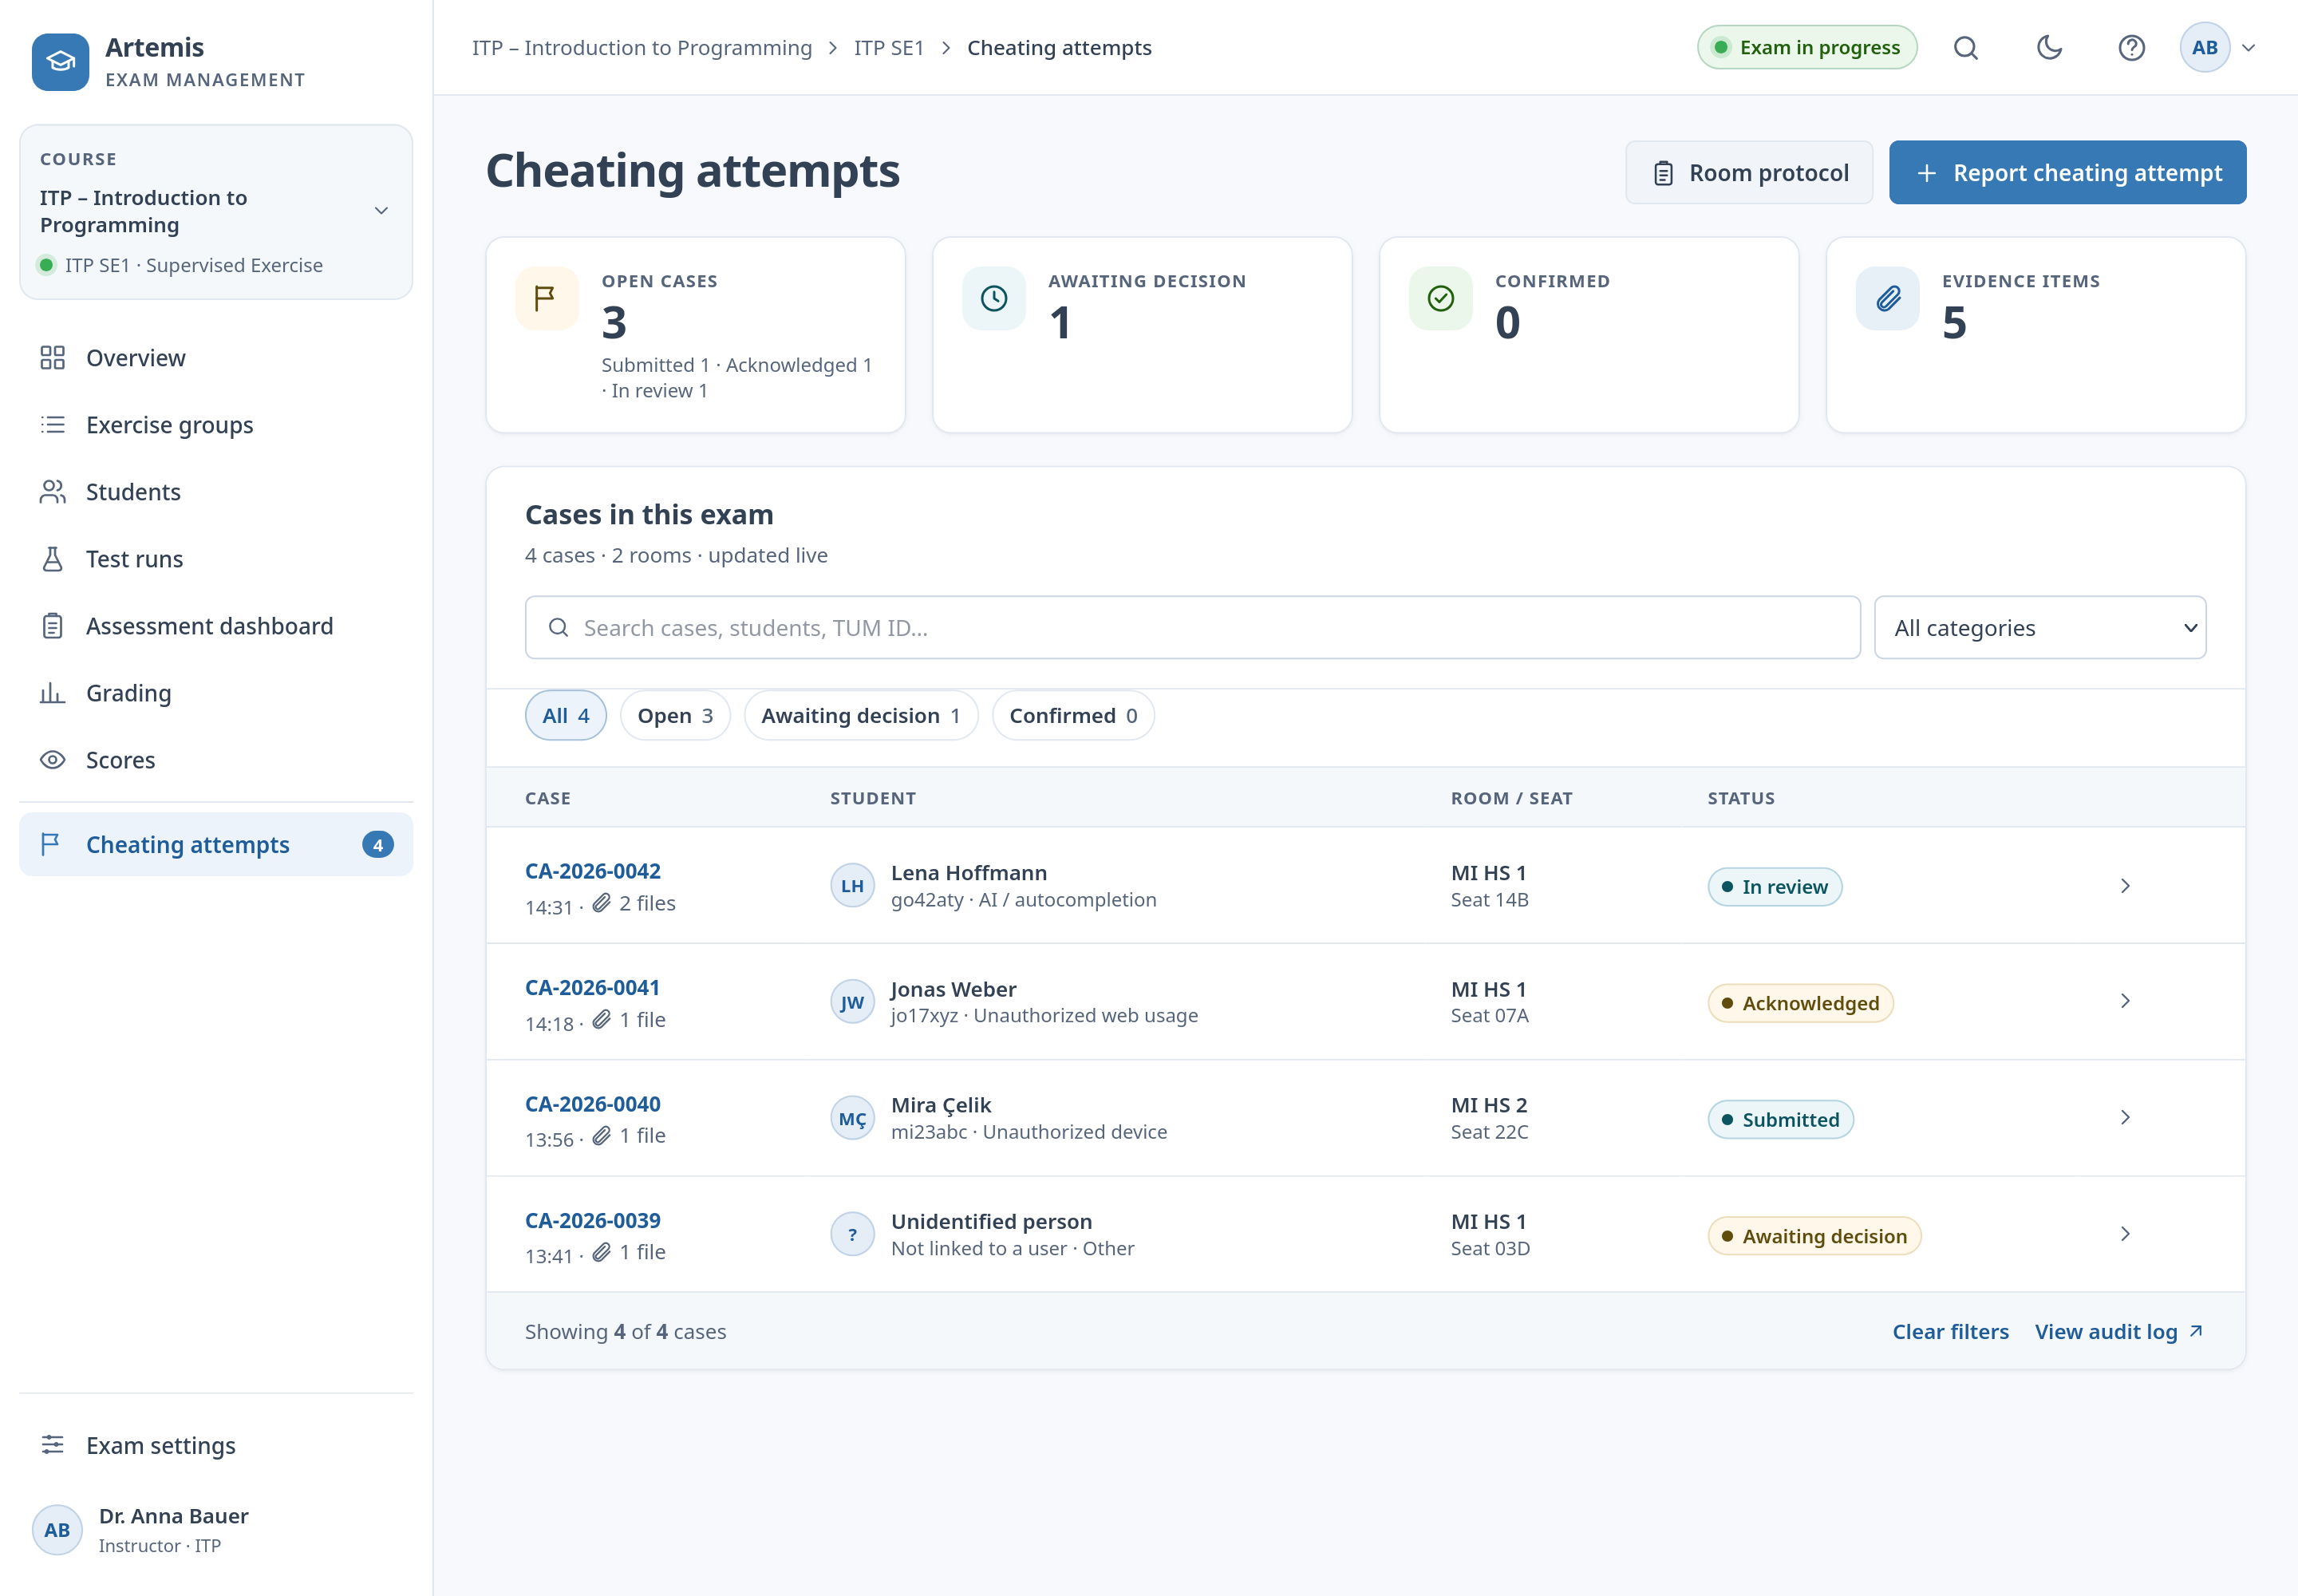 Artemis
EXAM MANAGEMENT
COURSE
ITP – Introduction to
Programming
ITP SE1 · Supervised Exercise
Overview
Exercise groups
Students
Test runs
Assessment dashboard
Grading
Scores
Cheating attempts 4
Exam settings
AB
Dr. Anna Bauer
Instructor · ITP
ITP – Introduction to Programming > ITP SE1 > Cheating attempts
Exam in progress
AB
Cheating attempts
Room protocol
Report cheating attempt
OPEN CASES
3
Submitted 1 · Acknowledged 1
· In review 1
AWAITING DECISION
1
CONFIRMED
0
EVIDENCE ITEMS
5
Cases in this exam
4 cases · 2 rooms · updated live
Search cases, students, TUM ID...
All categories
All 4 Open 3 Awaiting decision 1 Confirmed 0
CASE STUDENT ROOM / SEAT STATUS
CA-2026-0042
14:31 · 2 files
LH
Lena Hoffmann
go42aty · AI / autocompletion
MI HS 1
Seat 14B
In review
CA-2026-0041
14:18 · 1 file
JW
Jonas Weber
jo17xyz · Unauthorized web usage
MI HS 1
Seat 07A
Acknowledged
CA-2026-0040
13:56 · 1 file
MÇ
Mira Çelik
mi23abc · Unauthorized device
MI HS 2
Seat 22C
Submitted
CA-2026-0039
13:41 · 1 file
?
Unidentified person
Not linked to a user · Other
MI HS 1
Seat 03D
Awaiting decision
Showing 4 of 4 cases
Clear filters
View audit log